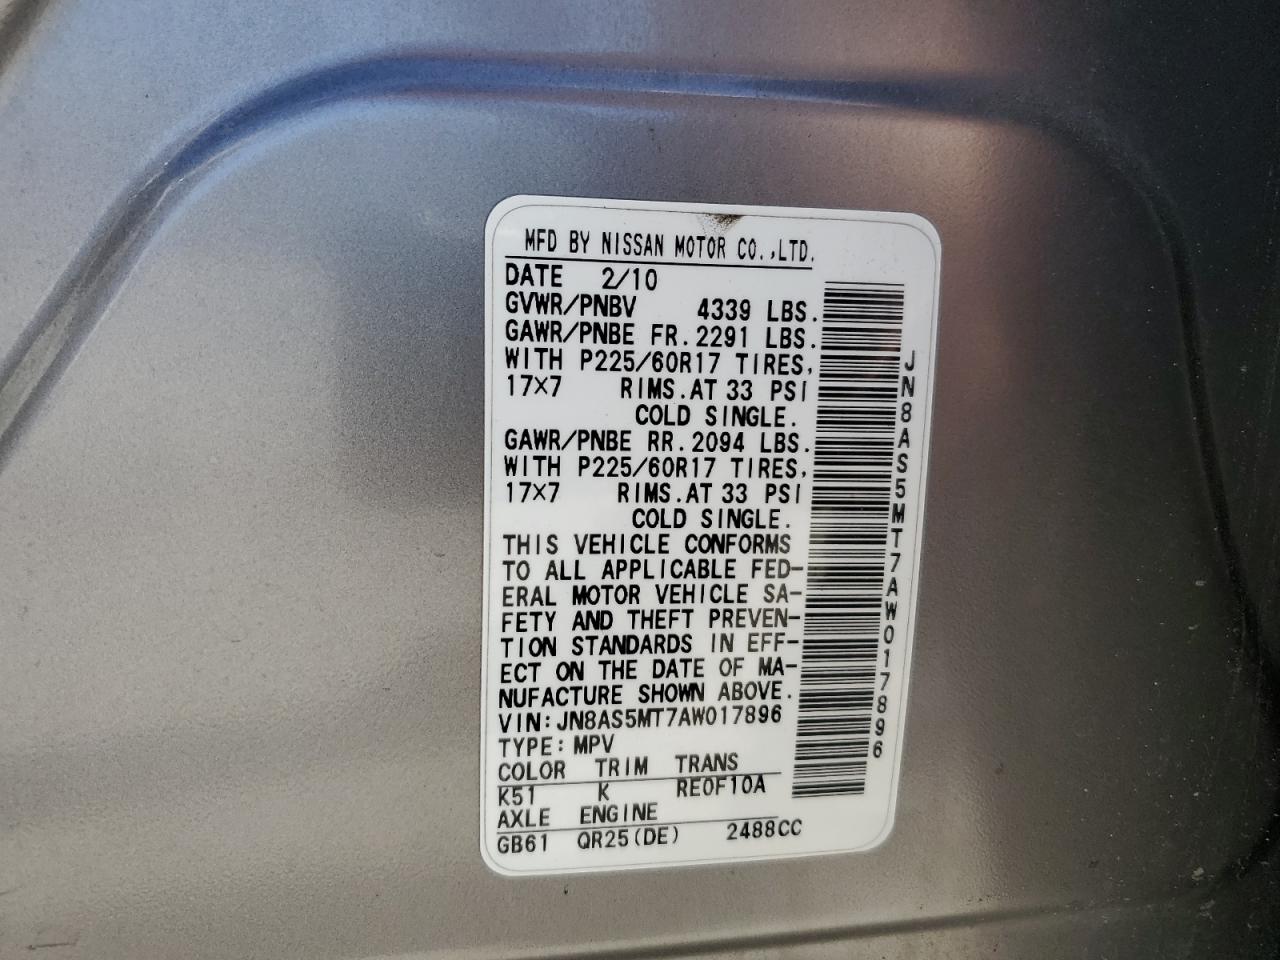 MFD BY NISSAN MOTOR CO.,LTD.
DATE 2/10
GVWR/PNBV 4339 LBS.
GAWR/PNBE FR.2291 LBS.
WITH P225/60R17 TIRES,
17×7 RIMS.AT 33 PSI
COLD SINGLE.
GAWR/PNBE RR.2094 LBS.
WITH P225/60R17 TIRES,
17×7 RIMS.AT 33 PSI
COLD SINGLE.
THIS VEHICLE CONFORMS
TO ALL APPLICABLE FED-
ERAL MOTOR VEHICLE SA-
FETY AND THEFT PREVEN-
TION STANDARDS IN EFF-
ECT ON THE DATE OF MA-
NUFACTURE SHOWN ABOVE.
VIN:JN8AS5MT7AW017896
TYPE:MPV
COLOR TRIM TRANS
K51 K RE0F10A
AXLE ENGINE
GB61 QR25(DE) 2488CC
JN8AS5MT7AW017896